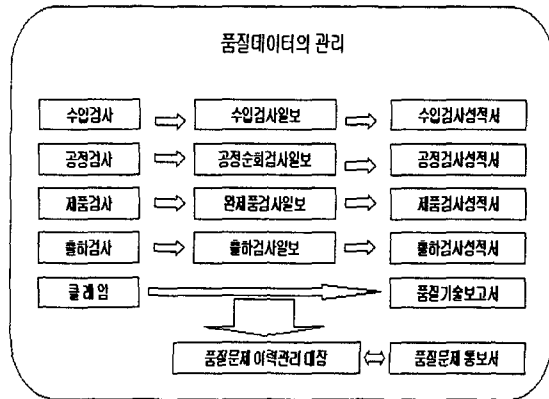 품질데이터의 관리
수입검사 수입검사일보 수입검사성적서
공정검사 공정순회검사일보 공정검사성적서
제품검사 완제품검사일보 제품검사성적서
출하검사 출하검사일보 출하검사성적서
클레임 품질기술보고서
품질문제 이력관리 대장 품질문제 통보서